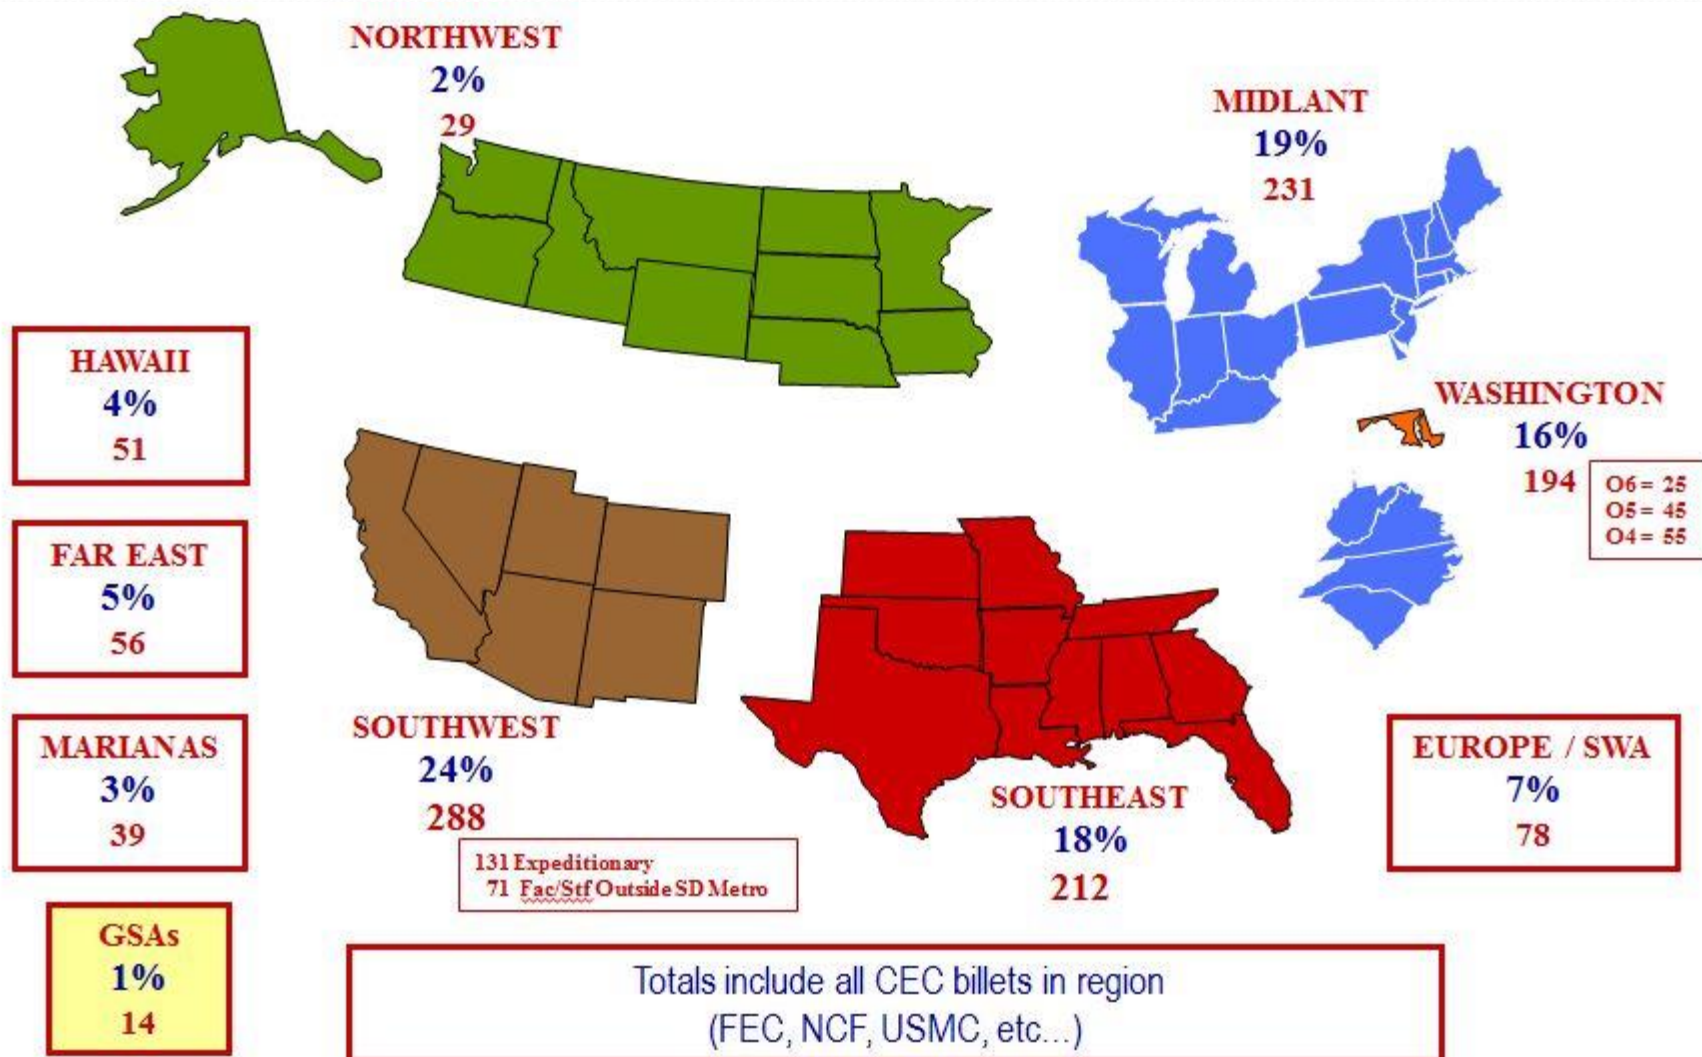 NORTHWEST
2%
29
MIDLANT
19%
231
HAWAII
4%
51
WASHINGTON
16%
194
O6 = 25
O5 = 45
O4 = 55
FAR EAST
5%
56
MARIANAS
3%
39
SOUTHWEST
24%
288
131 Expeditionary
71 Fac/Stf Outside SD Metro
SOUTHEAST
18%
212
EUROPE / SWA
7%
78
GSAs
1%
14
Totals include all CEC billets in region
(FEC, NCF, USMC, etc...)